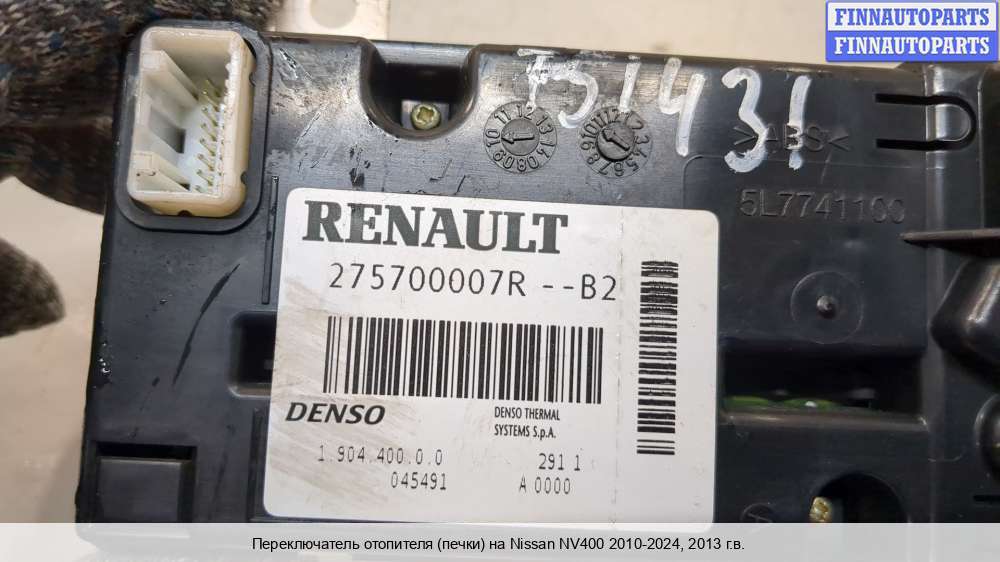 FINNAUTOPARTS
FINNAUTOPARTS
51431
>ABS<
5L7741100
RENAULT
275700007R --B2
DENSO
DENSO THERMAL
SYSTEMS S.p.A.
1.904.400.0.0
291 1
045491
A 0000
Переключатель отопителя (печки) на Nissan NV400 2010-2024, 2013 г.в.